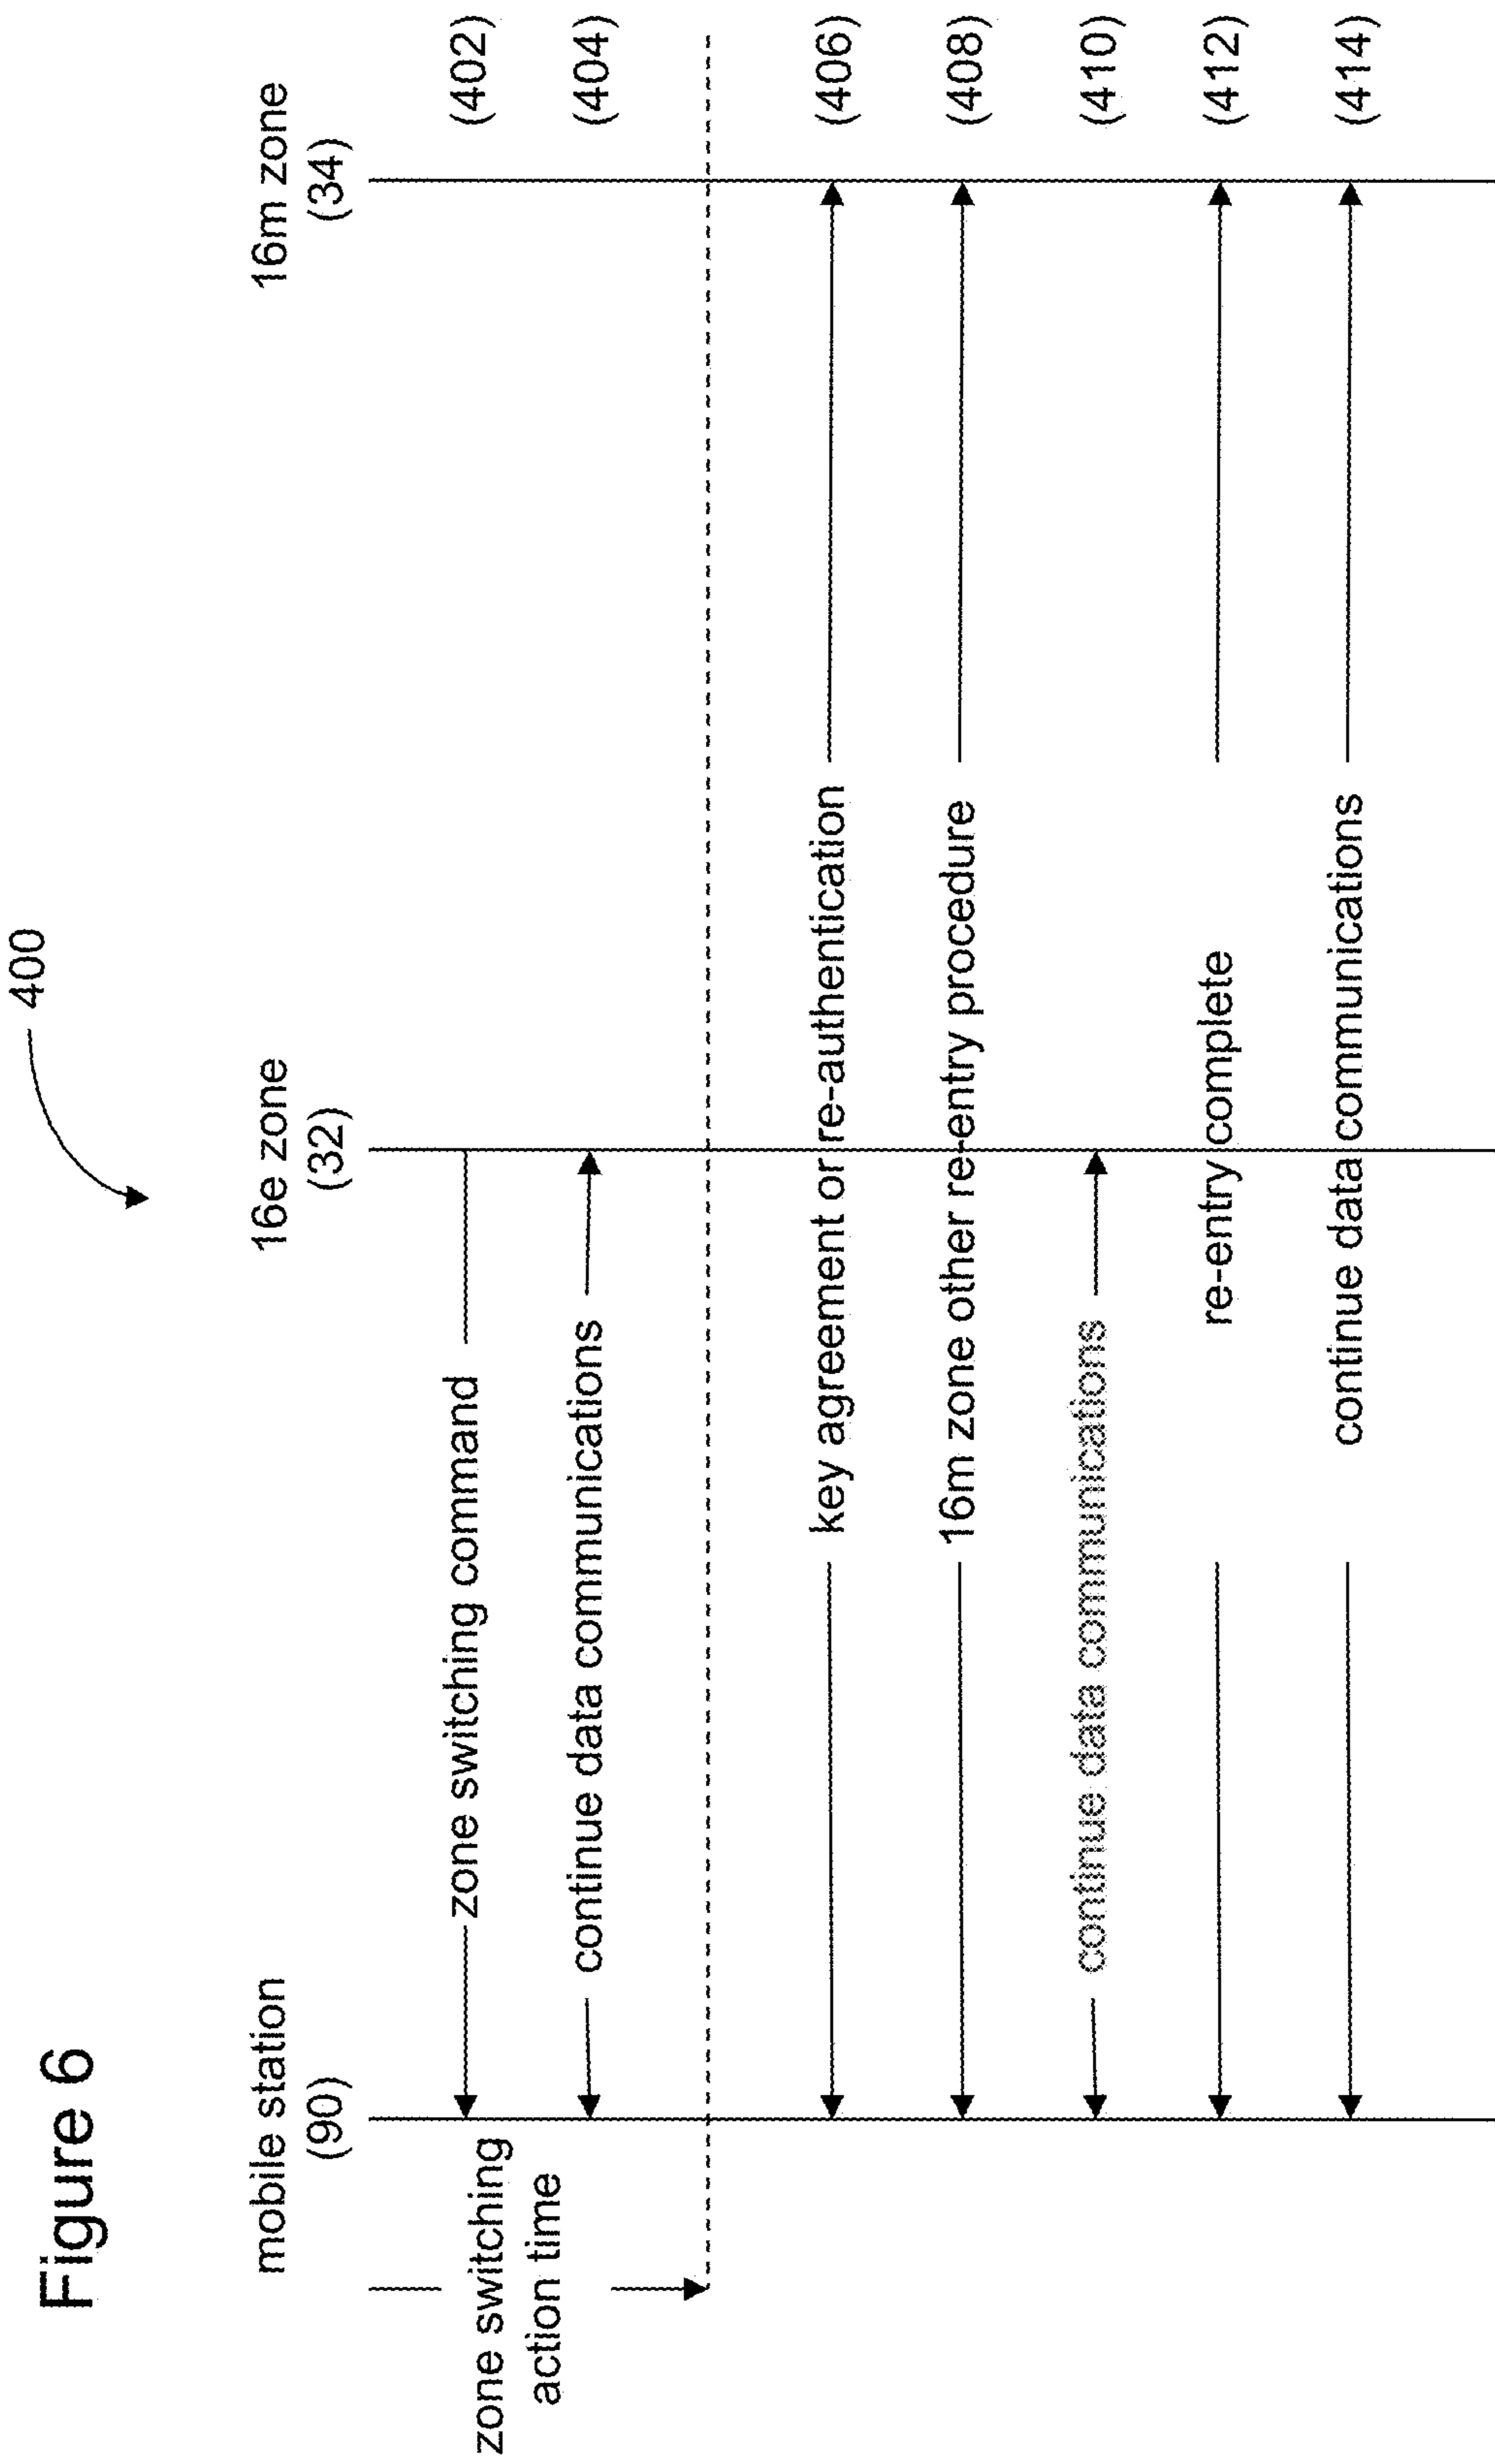 Figure 6
400
mobile station
(90)
16e zone
(32)
16m zone
(34)
zone switching
action time
zone switching command
(402)
continue data communications
(404)
key agreement or re-authentication
(406)
16m zone other re-entry procedure
(408)
continue data communications
(410)
re-entry complete
(412)
continue data communications
(414)